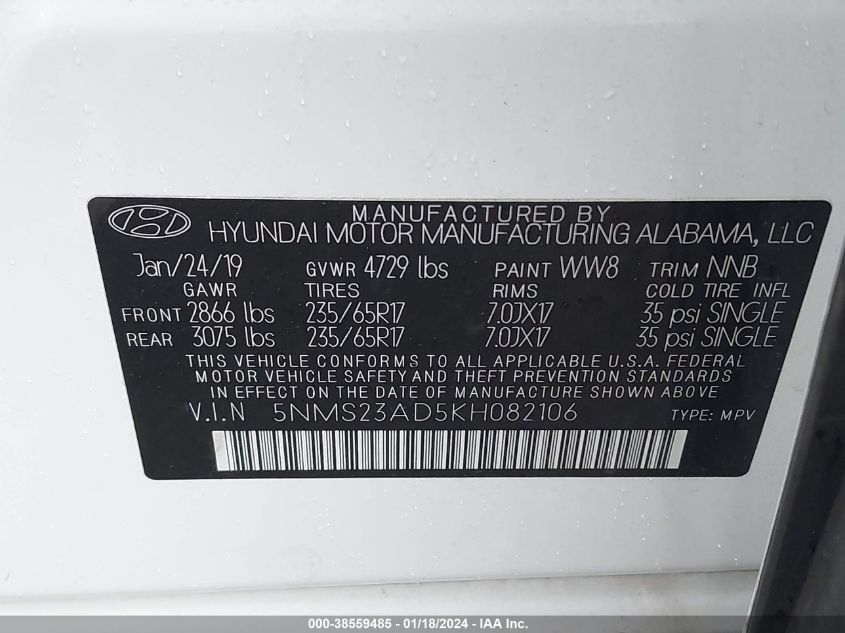 MANUFACTURED BY
HYUNDAI MOTOR MANUFACTURING ALABAMA, LLC
Jan/24/19 GVWR 4729 lbs PAINT WW8 TRIM NNB
GAWR TIRES RIMS COLD TIRE INFL
FRONT 2866 lbs 235/65R17 7.0JX17 35 psi SINGLE
REAR 3075 lbs 235/65R17 7.0JX17 35 psi SINGLE
THIS VEHICLE CONFORMS TO ALL APPLICABLE U.S.A. FEDERAL
MOTOR VEHICLE SAFETY AND THEFT PREVENTION STANDARDS
IN EFFECT ON THE DATE OF MANUFACTURE SHOWN ABOVE
V.I.N 5NMS23AD5KH082106 TYPE: MPV
000-38559485 - 01/18/2024 - IAA Inc.